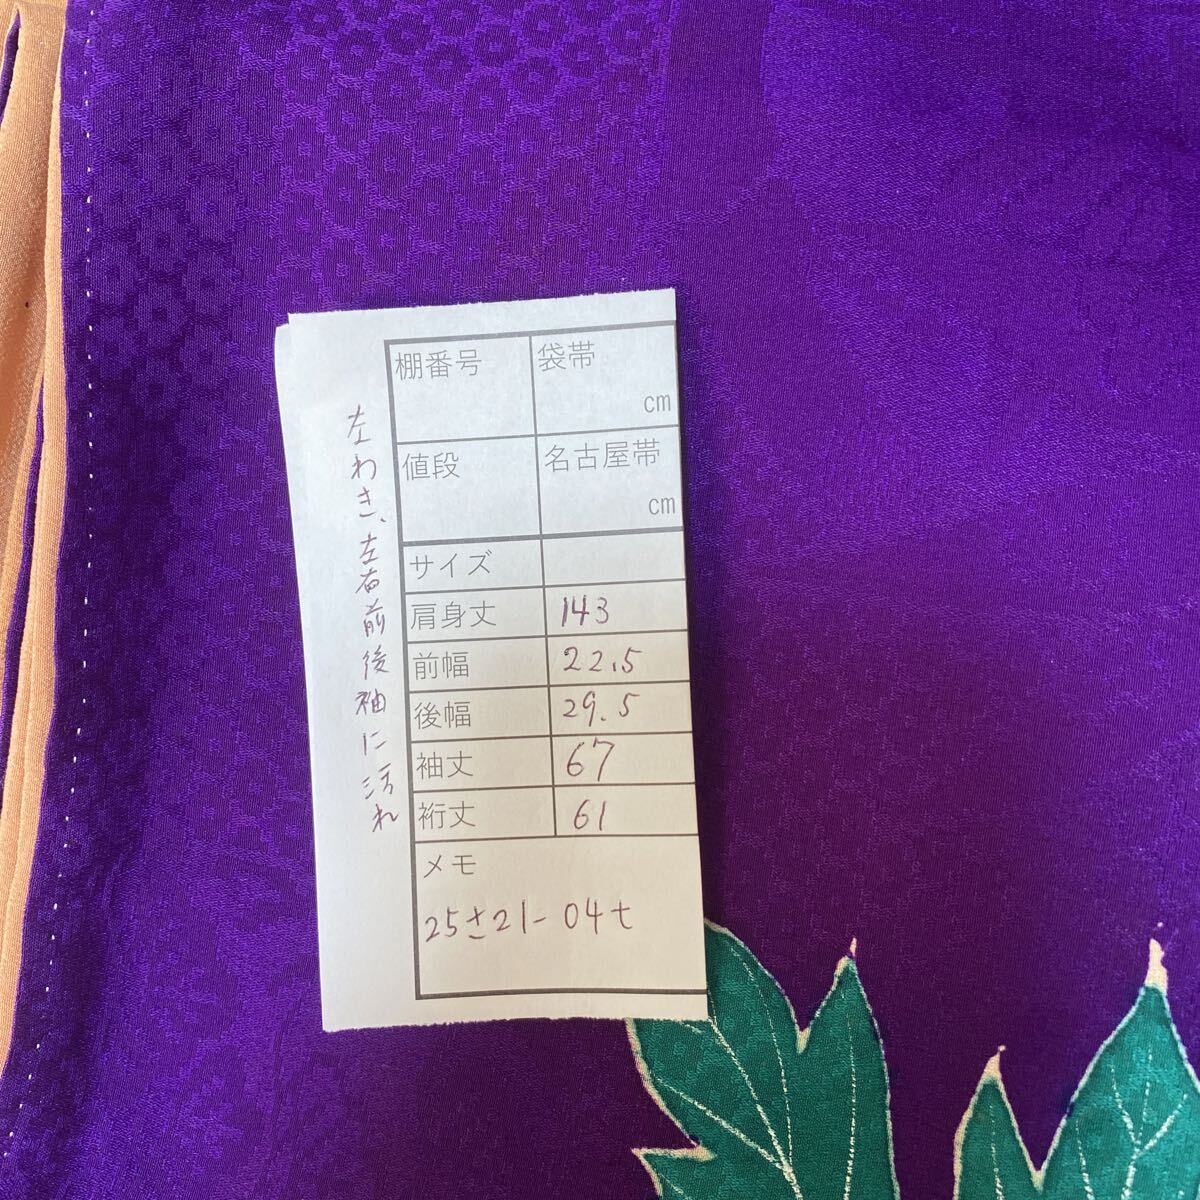 棚番号 袋帯
cm
値段 名古屋帯
cm
サイズ
肩身丈 143
前幅 22.5
後幅 29.5
袖丈 67
裄丈 61
メモ
25さ21-04t
左わき、左右前後袖に汚れ